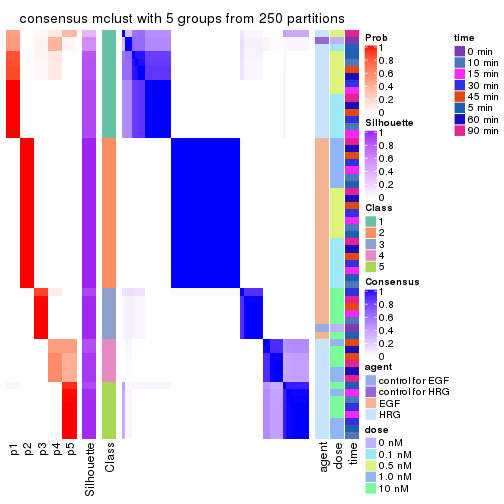 consensus mclust with 5 groups from 250 partitions
Prob
1
0.8
0.6
0.4
0.2
0
Silhouette
1
0.8
0.6
0.4
0.2
0
Class
1
2
3
4
5
Consensus
1
0.8
0.6
0.4
0.2
0
agent
control for EGF
control for HRG
EGF
HRG
dose
0 nM
0.1 nM
0.5 nM
1.0 nM
10 nM
time
0 min
10 min
15 min
30 min
45 min
5 min
60 min
90 min
p1
p2
p3
p4
p5
Silhouette
Class
agent
dose
time